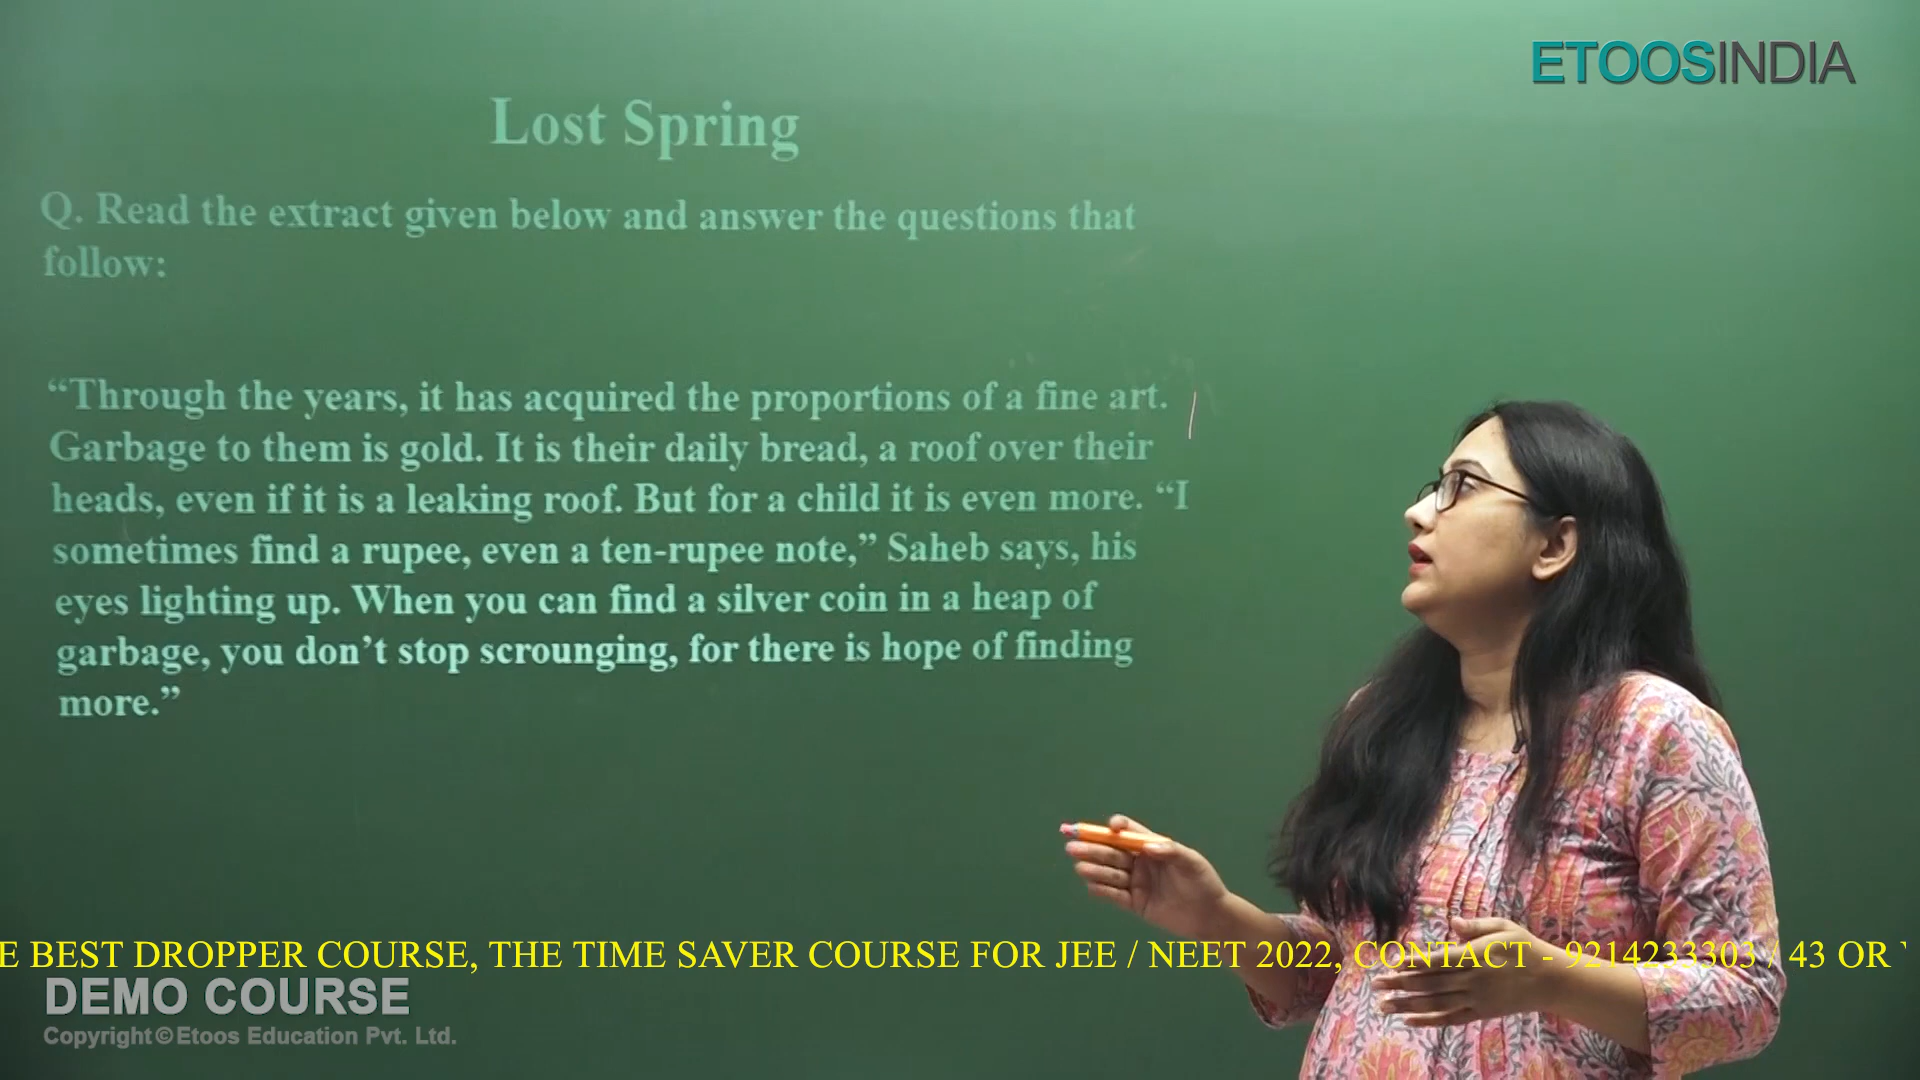 ETOOSINDIA
Lost Spring
Q. Read the extract given below and answer the questions that
follow:
“Through the years, it has acquired the proportions of a fine art.
Garbage to them is gold. It is their daily bread, a roof over their
heads, even if it is a leaking roof. But for a child it is even more. “I
sometimes find a rupee, even a ten-rupee note,” Saheb says, his
eyes lighting up. When you can find a silver coin in a heap of
garbage, you don’t stop scrounging, for there is hope of finding
more.”
E BEST DROPPER COURSE, THE TIME SAVER COURSE FOR JEE / NEET 2022, CONTACT - 9214233303 / 43 OR
DEMO COURSE
Copyright © Etoos Education Pvt. Ltd.